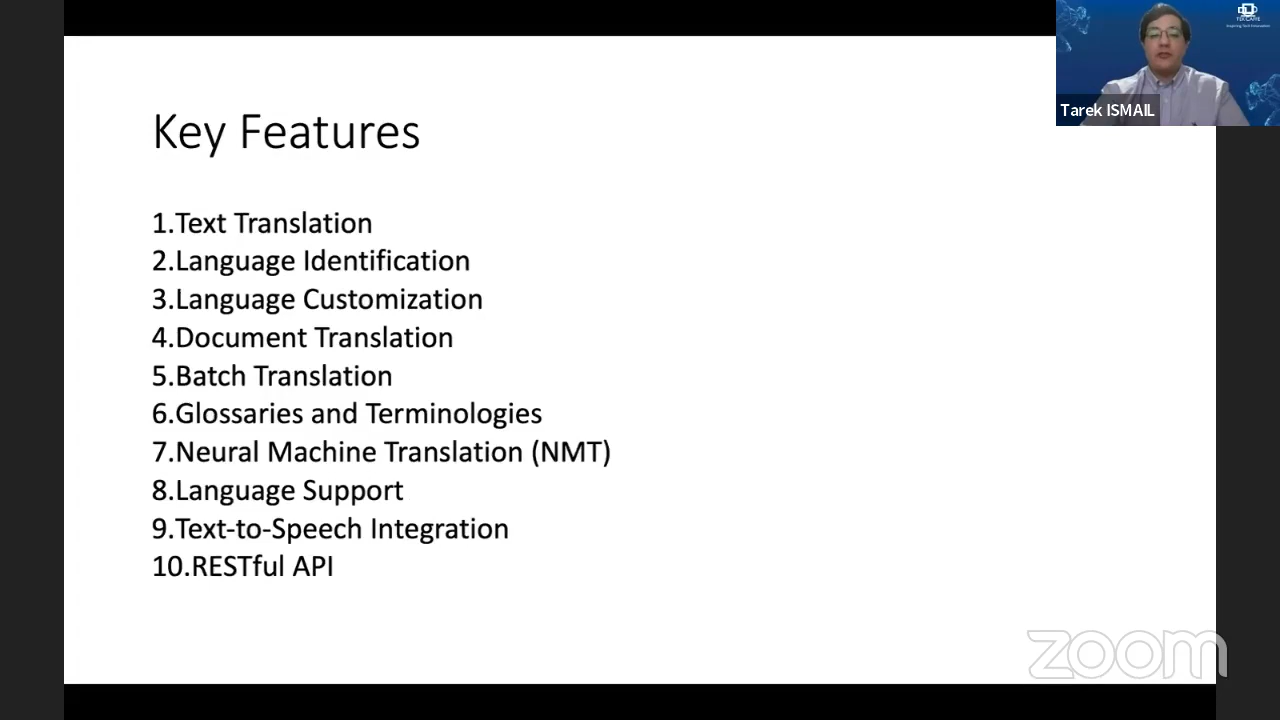 Key Features
1.Text Translation
2.Language Identification
3.Language Customization
4.Document Translation
5.Batch Translation
6.Glossaries and Terminologies
7.Neural Machine Translation (NMT)
8.Language Support
9.Text-to-Speech Integration
10.RESTful API
Tarek ISMAIL
zoom